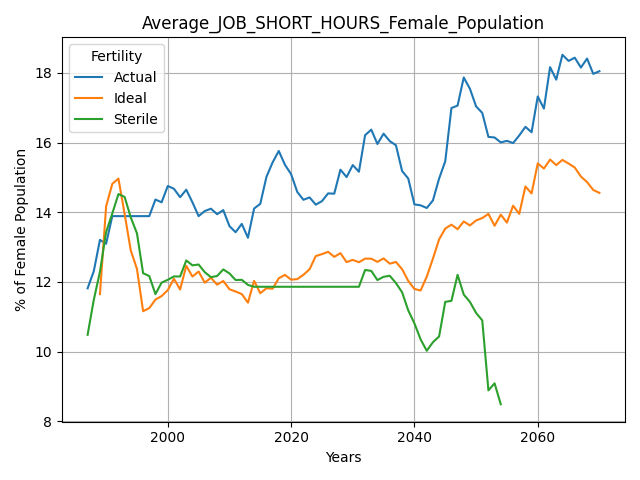 Average_JOB_SHORT_HOURS_Female_Population
Fertility
Actual
Ideal
Sterile
% of Female Population
18
16
14
12
10
8
2000 2020 2040 2060
Years